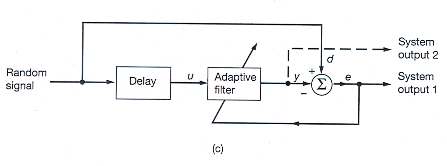 System
output 2
d
Random
signal
Delay
u
Adaptive
filter
y
+
−
Σ
e
System
output 1
(c)